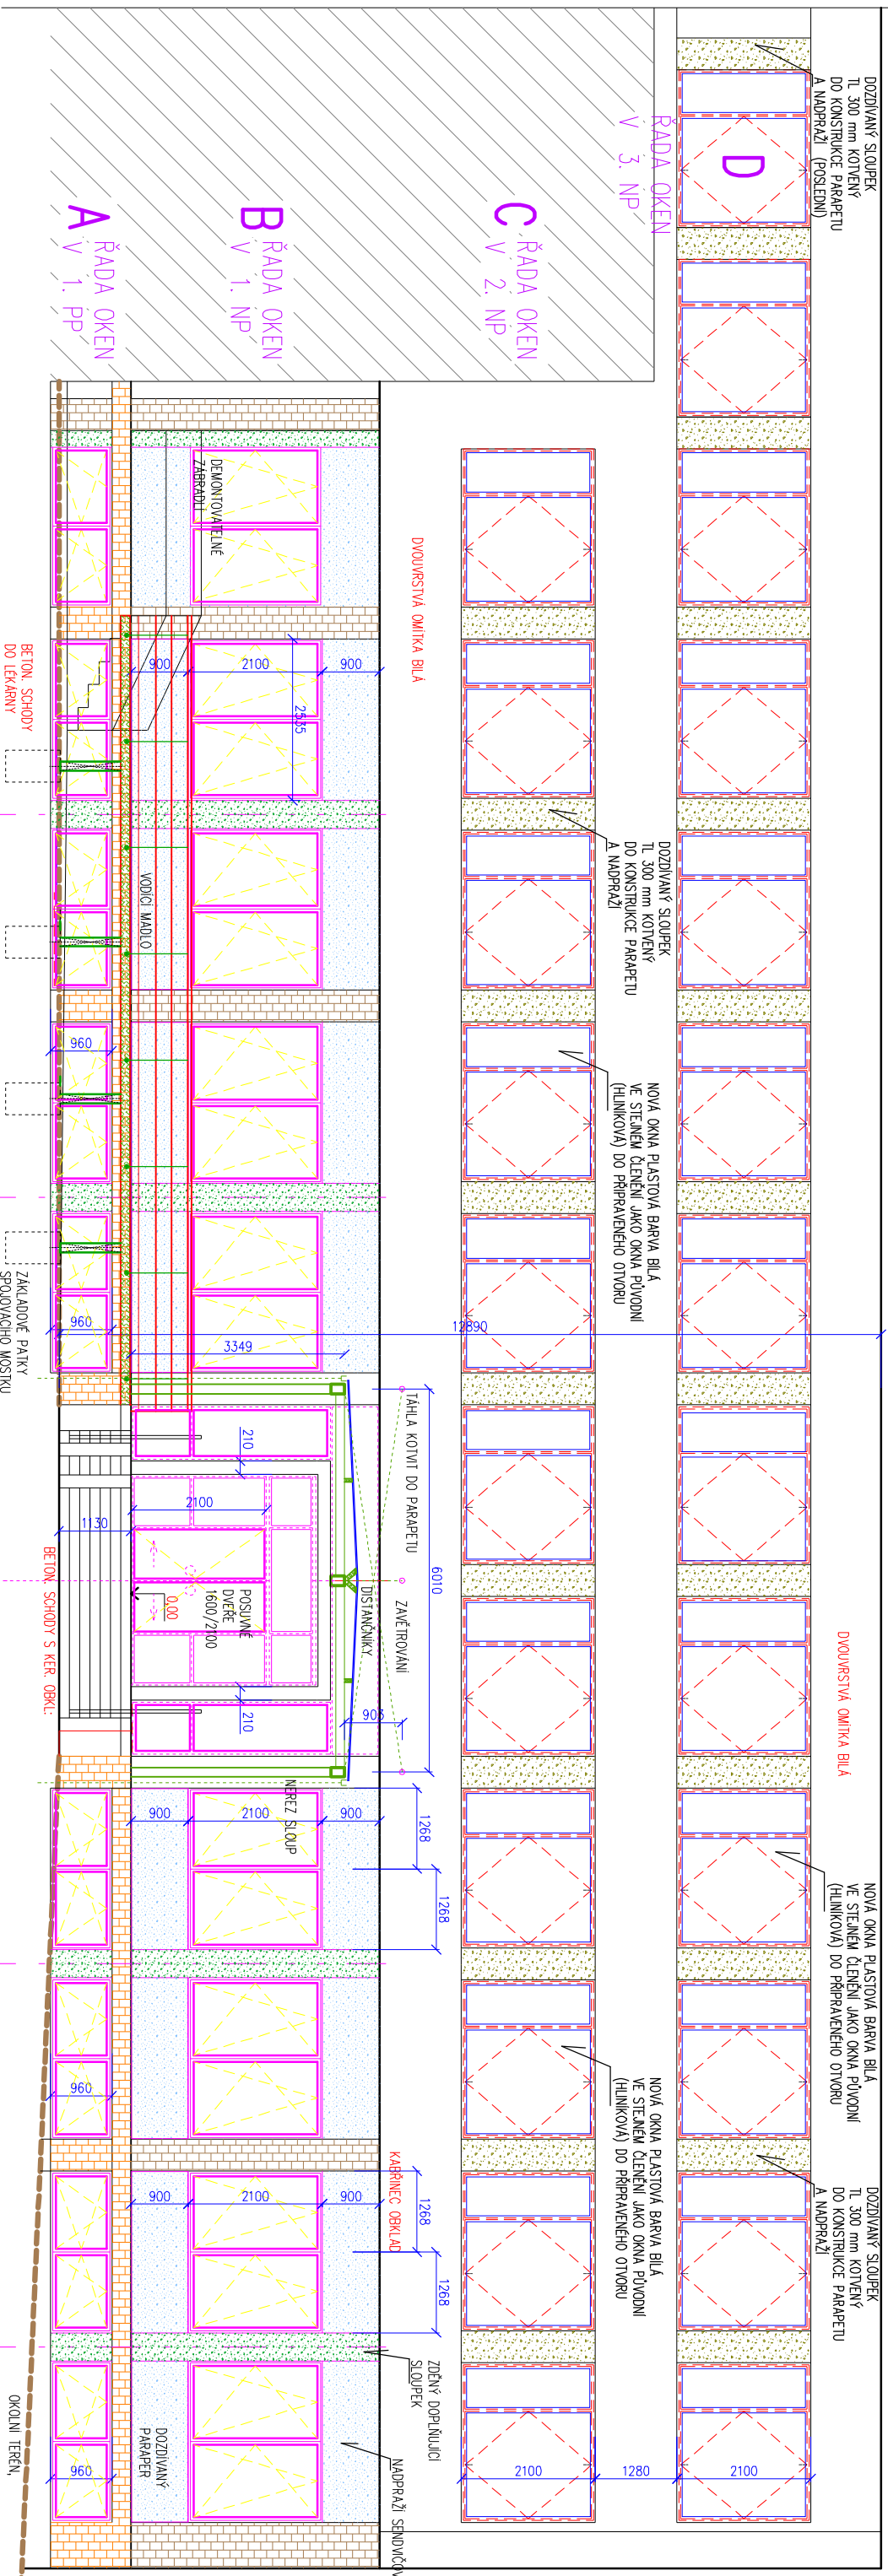 DOZDÍVANÝ SLOUPEK
TL 300 mm KOTVENÝ
DO KONSTRUKCE PARAPETU
A NADPRAŽÍ (POSLEDNÍ)
D
ŘADA OKEN
V 3. NP
C
ŘADA OKEN
V 2. NP
B
ŘADA OKEN
V 1. NP
A
ŘADA OKEN
V 1. PP
DVOUVRSTVÁ OMÍTKA BILÁ
DEMONTOVATELNÉ
ZÁBRADLÍ
900
2100
900
2535
BETON. SCHODY
DO LÉKÁRNY
VODÍCÍ MADLO
DOZDÍVANÝ SLOUPEK
TL 300 mm KOTVENÝ
DO KONSTRUKCE PARAPETU
A NADPRAŽÍ
960
NOVÁ OKNA PLASTOVÁ BARVA BÍLÁ
VE STEJNÉM ČLENĚNÍ JAKO OKNA PŮVODNÍ
(HLINÍKOVÁ) DO PŘIPRAVENÉHO OTVORU
960
ZÁKLADOVÉ PATKY
SPOJOVACÍHO MOSTKU
12890
3349
TÁHLA KOTVIT DO PARAPETU
6010
ZAVĚTROVÁNÍ
DISTANČNÍKY
210
2100
1130
POSUVNÉ
DVEŘE
1600/2100
0,00
210
903
BETON. SCHODY S KER. OBKL.
NEREZ SLOUP
900
2100
900
1268
1268
DVOUVRSTVÁ OMÍTKA BILÁ
NOVÁ OKNA PLASTOVÁ BARVA BÍLÁ
VE STEJNÉM ČLENĚNÍ JAKO OKNA PŮVODNÍ
(HLINÍKOVÁ) DO PŘIPRAVENÉHO OTVORU
960
NOVÁ OKNA PLASTOVÁ BARVA BÍLÁ
VE STEJNÉM ČLENĚNÍ JAKO OKNA PŮVODNÍ
(HLINÍKOVÁ) DO PŘIPRAVENÉHO OTVORU
KABŘINEC OBKLAD
900
2100
900
1268
1268
DOZDÍVANÝ SLOUPEK
TL 300 mm KOTVENÝ
DO KONSTRUKCE PARAPETU
A NADPRAŽÍ
ZDĚNÝ DOPLŇUJÍCÍ
SLOUPEK
NADPRAŽÍ SENDVIČOV
DOZDÍVANÝ
PARAPER
960
2100
1280
2100
OKOLNÍ TERÉN,